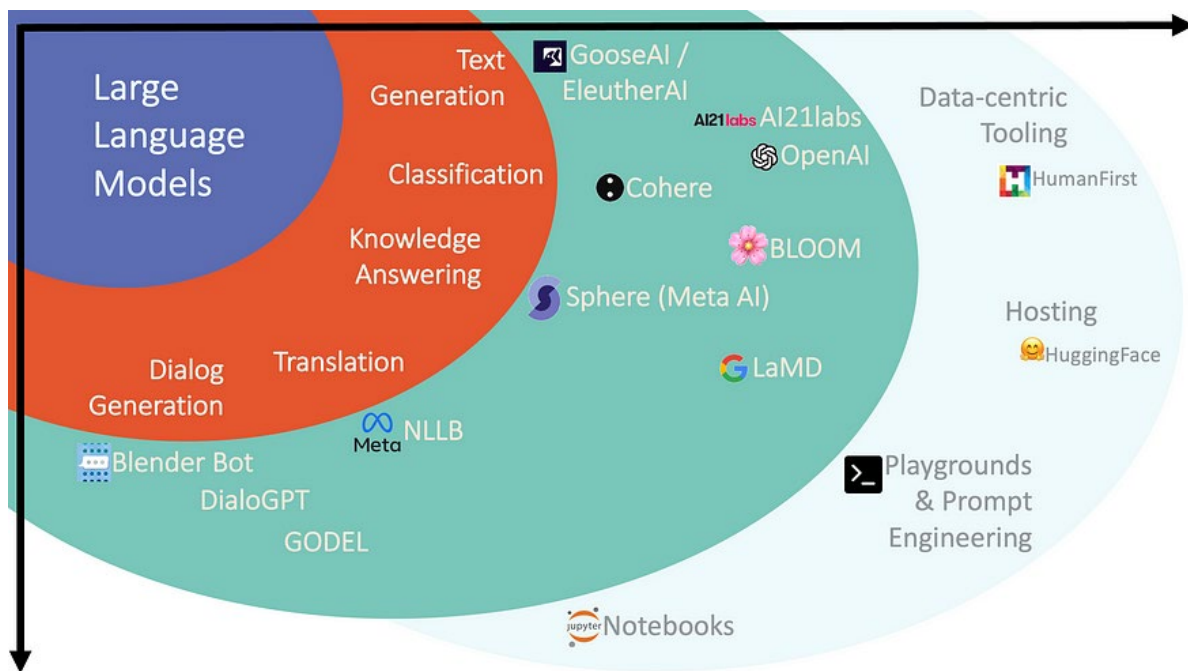 Large
Language
Models
Text
Generation
Classification
Knowledge
Answering
Translation
Dialog
Generation
GooseAI /
EleutherAI
AI21labs AI21labs
OpenAI
Cohere
BLOOM
Sphere (Meta AI)
LaMD
Meta NLLB
Blender Bot
DialoGPT
GODEL
Data-centric
Tooling
HumanFirst
Hosting
HuggingFace
Playgrounds
& Prompt
Engineering
jupyter Notebooks